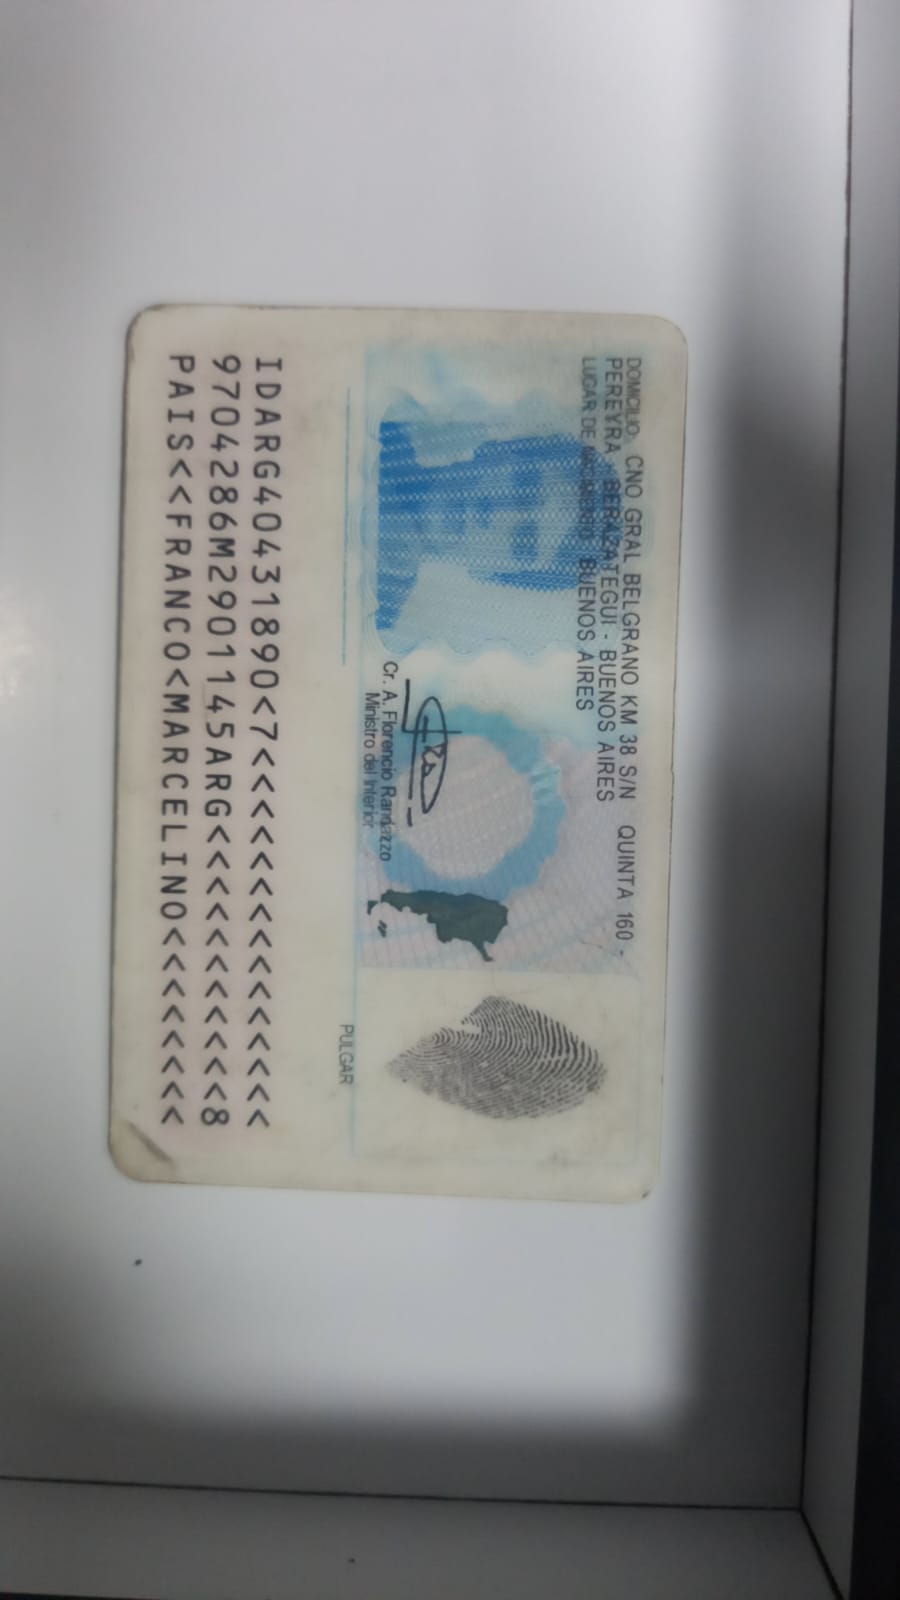 DOMICILIO: CNO GRAL BELGRANO KM 38 S/N QUINTA 160 -
PEREYRA - BERAZATEGUI - BUENOS AIRES
LUGAR DE NACIMIENTO: BUENOS AIRES
Cr. A. Florencio Randazzo
Ministro del Interior
PULGAR
IDARG40431890<7<<<<<<<<<<<<<<<
9704286M2901145ARG<<<<<<<<<<<8
PAIS<<FRANCO<MARCELINO<<<<<<<<